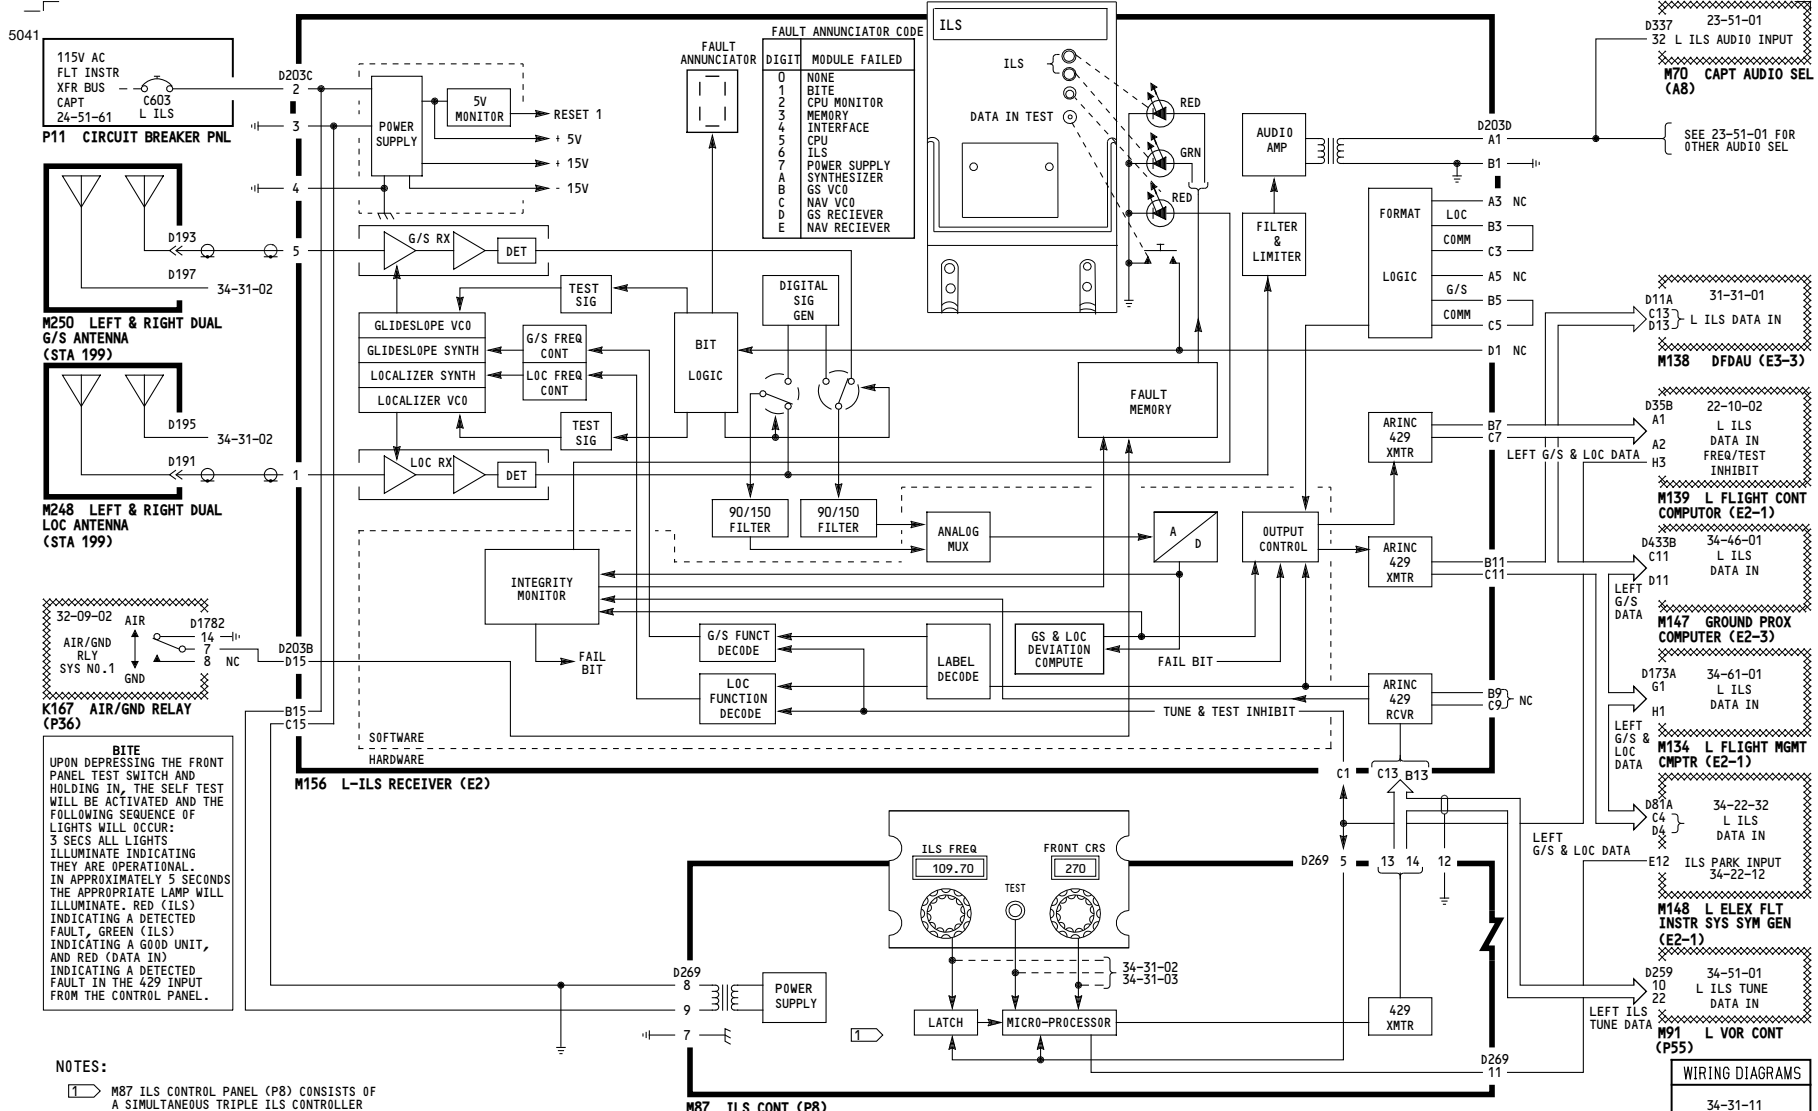 5041
115V AC
FLT INSTR
XFR BUS
CAPT
24-51-61
C603
L ILS
P11 CIRCUIT BREAKER PNL
D203C
2
3
4
5
1
D193
D197
34-31-02
M250 LEFT & RIGHT DUAL
G/S ANTENNA
(STA 199)
D195
34-31-02
D191
M248 LEFT & RIGHT DUAL
LOC ANTENNA
(STA 199)
32-09-02
AIR
AIR/GND
RLY
SYS NO.1
GND
D1782
14
7
8 NC
K167 AIR/GND RELAY
(P36)
D203B
D15
B15
C15
BITE
UPON DEPRESSING THE FRONT
PANEL TEST SWITCH AND
HOLDING IN, THE SELF TEST
WILL BE ACTIVATED AND THE
FOLLOWING SEQUENCE OF
LIGHTS WILL OCCUR:
3 SECS ALL LIGHTS
ILLUMINATE INDICATING
THEY ARE OPERATIONAL.
IN APPROXIMATELY 5 SECONDS
THE APPROPRIATE LAMP WILL
ILLUMINATE. RED (ILS)
INDICATING A DETECTED
FAULT, GREEN (ILS)
INDICATING A GOOD UNIT,
AND RED (DATA IN)
INDICATING A DETECTED
FAULT IN THE 429 INPUT
FROM THE CONTROL PANEL.
NOTES:
1 M87 ILS CONTROL PANEL (P8) CONSISTS OF
A SIMULTANEOUS TRIPLE ILS CONTROLLER
POWER
SUPPLY
5V
MONITOR
RESET 1
+ 5V
+ 15V
- 15V
G/S RX
DET
TEST
SIG
GLIDESLOPE VCO
GLIDESLOPE SYNTH
LOCALIZER SYNTH
LOCALIZER VCO
G/S FREQ
CONT
LOC FREQ
CONT
TEST
SIG
LOC RX
DET
FAULT
ANNUNCIATOR
FAULT ANNUNCIATOR CODE
DIGIT MODULE FAILED
0 NONE
1 BITE
2 CPU MONITOR
3 MEMORY
4 INTERFACE
5 CPU
6 ILS
7 POWER SUPPLY
A SYNTHESIZER
B GS VCO
C NAV VCO
D GS RECIEVER
E NAV RECIEVER
BIT
LOGIC
DIGITAL
SIG
GEN
90/150
FILTER
90/150
FILTER
ANALOG
MUX
A
D
INTEGRITY
MONITOR
FAIL
BIT
G/S FUNCT
DECODE
LOC
FUNCTION
DECODE
LABEL
DECODE
GS & LOC
DEVIATION
COMPUTE
FAIL BIT
TUNE & TEST INHIBIT
SOFTWARE
HARDWARE
M156 L-ILS RECEIVER (E2)
ILS
ILS
DATA IN TEST
RED
GRN
RED
FAULT
MEMORY
AUDIO
AMP
FILTER
&
LIMITER
FORMAT
LOGIC
LOC
COMM
G/S
COMM
OUTPUT
CONTROL
ARINC
429
XMTR
ARINC
429
XMTR
ARINC
429
RCVR
D203D
A1
B1
A3 NC
B3
C3
A5 NC
B5
C5
D1 NC
B7
C7
LEFT G/S & LOC DATA
B11
C11
B9
C9
NC
C1
C13
B13
D269 5 13 14 12
ILS FREQ
109.70
TEST
FRONT CRS
270
34-31-02
34-31-03
D269
8
9
7
POWER
SUPPLY
1
LATCH
MICRO-PROCESSOR
429
XMTR
D269
11
M87 ILS CONT (P8)
23-51-01
D337
32 L ILS AUDIO INPUT
M70 CAPT AUDIO SEL
(A8)
SEE 23-51-01 FOR
OTHER AUDIO SEL
D11A
C13
D13
31-31-01
L ILS DATA IN
M138 DFDAU (E3-3)
D35B
A1
A2
H3
22-10-02
L ILS
DATA IN
FREQ/TEST
INHIBIT
M139 L FLIGHT CONT
COMPUTOR (E2-1)
D433B
C11
D11
34-46-01
L ILS
DATA IN
LEFT
G/S
DATA
M147 GROUND PROX
COMPUTER (E2-3)
D173A
G1
H1
34-61-01
L ILS
DATA IN
LEFT
G/S &
LOC
DATA
M134 L FLIGHT MGMT
CMPTR (E2-1)
D81A
C4
D4
34-22-32
L ILS
DATA IN
LEFT
G/S & LOC DATA
E12
ILS PARK INPUT
34-22-12
M148 L ELEX FLT
INSTR SYS SYM GEN
(E2-1)
D259
10
22
34-51-01
L ILS TUNE
DATA IN
LEFT ILS
TUNE DATA
M91 L VOR CONT
(P55)
WIRING DIAGRAMS
34-31-11